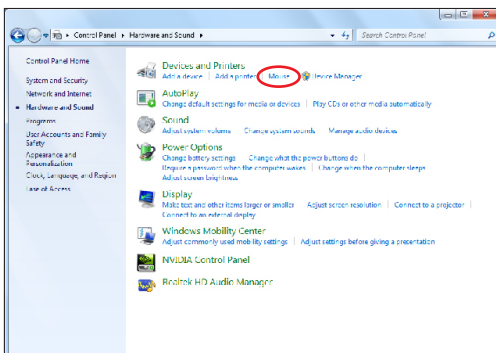 Control Panel ▸ Hardware and Sound ▸
Search Control Panel
Control Panel Home
System and Security
Network and Internet
Hardware and Sound
Programs
User Accounts and Family
Safety
Appearance and
Personalization
Clock, Language, and Region
Ease of Access
Devices and Printers
Add a device | Add a printer | Mouse | Device Manager
AutoPlay
Change default settings for media or devices | Play CDs or other media automatically
Sound
Adjust system volume | Change system sounds | Manage audio devices
Power Options
Change battery settings | Change what the power buttons do |
Require a password when the computer wakes | Change when the computer sleeps
Adjust screen brightness
Display
Make text and other items larger or smaller | Adjust screen resolution | Connect to a projector |
Connect to an external display
Windows Mobility Center
Adjust commonly used mobility settings | Adjust settings before giving a presentation
NVIDIA Control Panel
Realtek HD Audio Manager